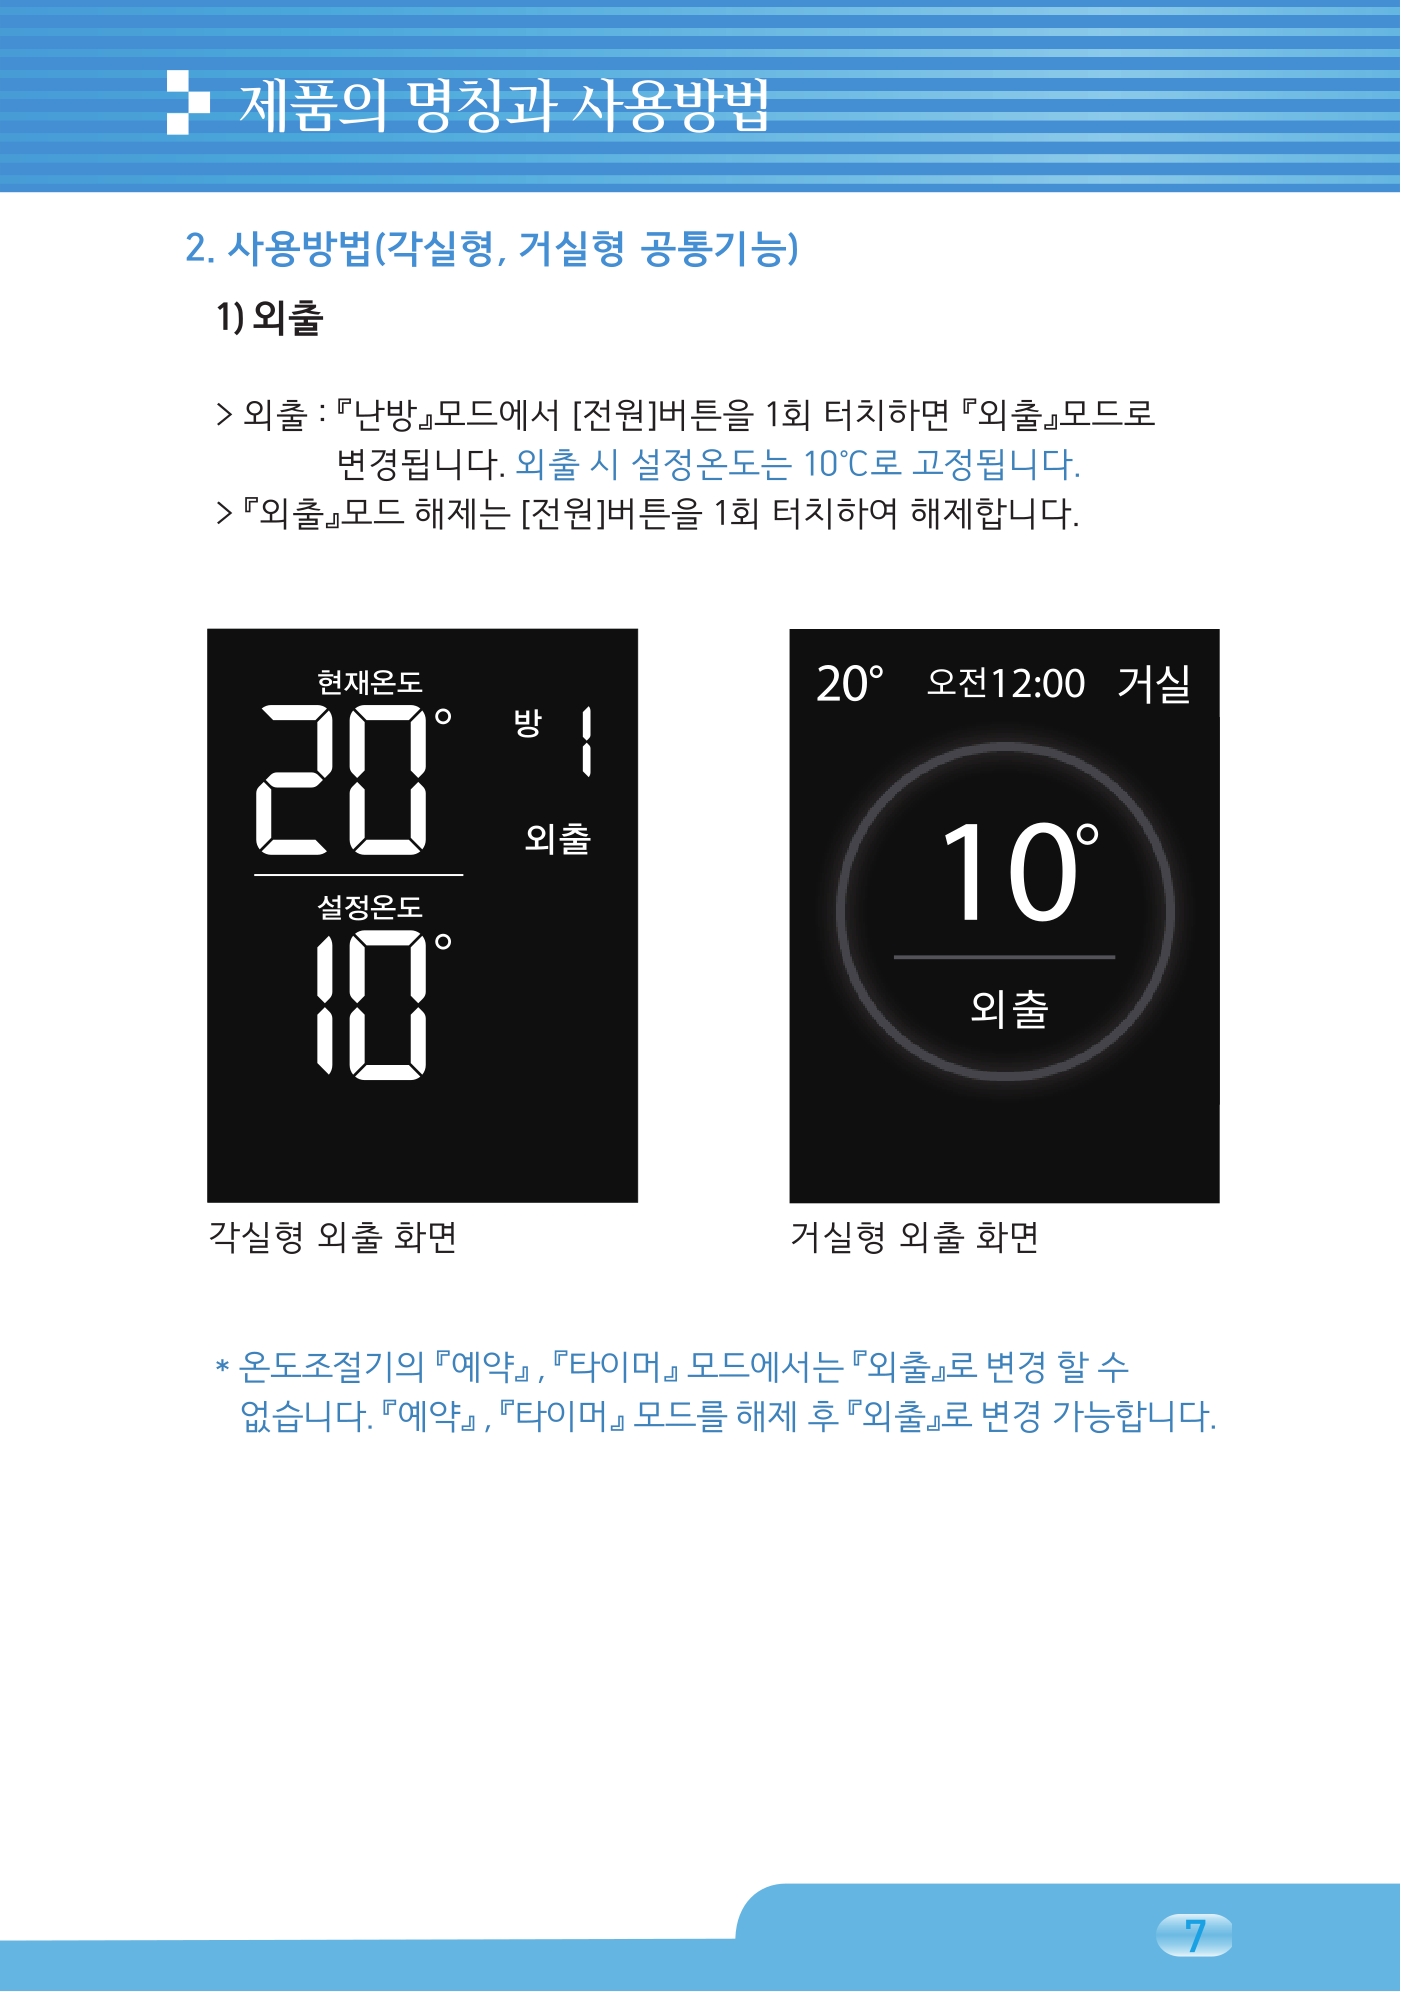 제품의 명칭과 사용방법
2. 사용방법(각실형, 거실형 공통기능)
1) 외출
> 외출 : 『난방』모드에서 [전원]버튼을 1회 터치하면 『외출』모드로
변경됩니다. 외출 시 설정온도는 10℃로 고정됩니다.
> 『외출』모드 해제는 [전원]버튼을 1회 터치하여 해제합니다.
현재온도
20°
방 1
외출
설정온도
10°
각실형 외출 화면
20° 오전12:00 거실
10°
외출
거실형 외출 화면
* 온도조절기의 『예약』, 『타이머』 모드에서는 『외출』로 변경 할 수
없습니다. 『예약』, 『타이머』 모드를 해제 후 『외출』로 변경 가능합니다.
7